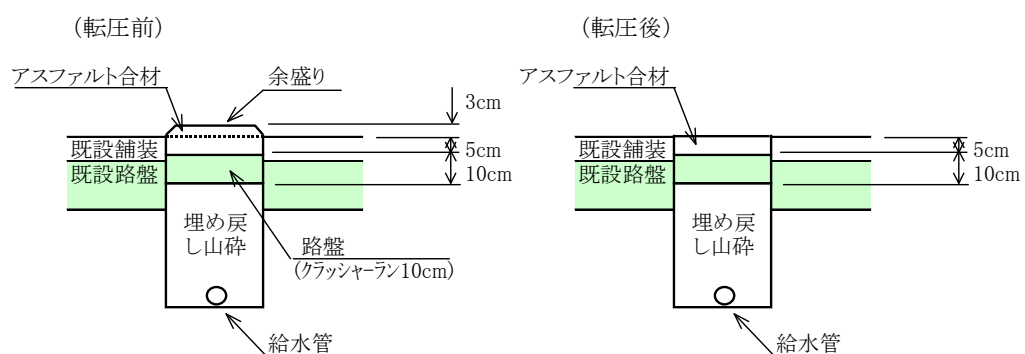 (転圧前)
アスファルト合材
余盛り
3cm
既設舗装
5cm
既設路盤
10cm
埋め戻
し山砕
路盤
(クラッシャーラン10cm)
給水管
(転圧後)
アスファルト合材
既設舗装
5cm
既設路盤
10cm
埋め戻
し山砕
給水管